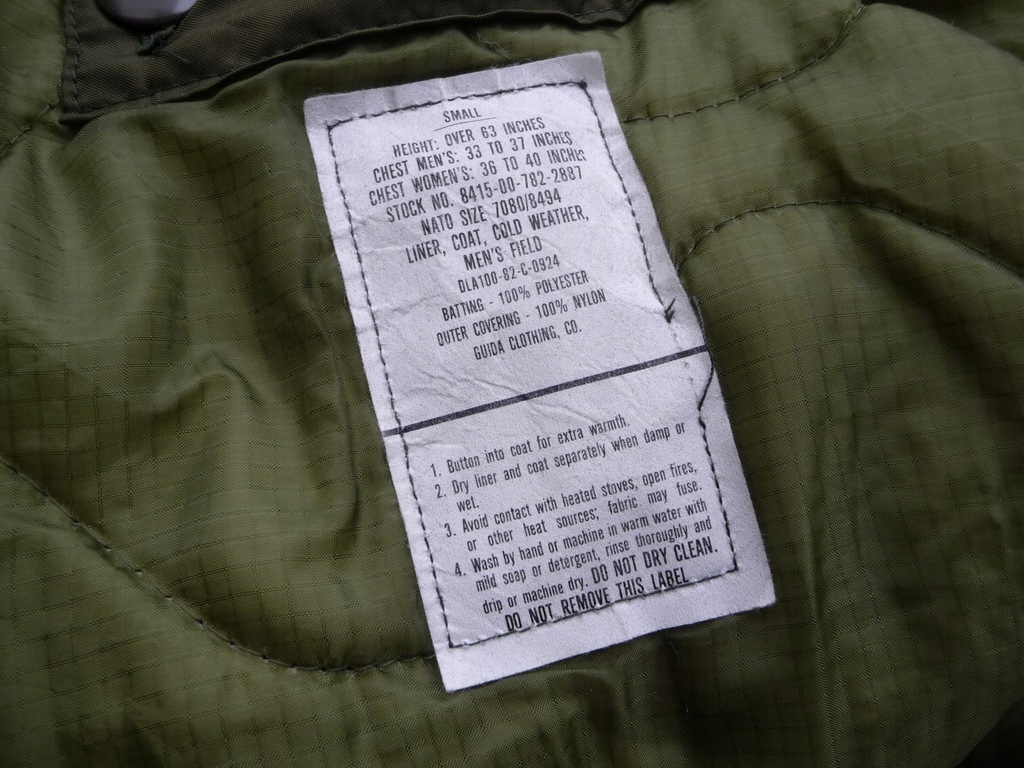 SMALL
HEIGHT: OVER 63 INCHES
CHEST MEN'S: 33 TO 37 INCHES
CHEST WOMEN'S: 36 TO 40 INCHES
STOCK NO. 8415-00-782-2887
NATO SIZE 7080/8494
LINER, COAT, COLD WEATHER,
MEN'S FIELD
DLA100-82-C-0924
BATTING - 100% POLYESTER
OUTER COVERING - 100% NYLON
GUIDA CLOTHING, CO.
1. Button into coat for extra warmth.
2. Dry liner and coat separately when damp or
wet.
3. Avoid contact with heated stoves, open fires,
or other heat sources; fabric may fuse.
4. Wash by hand or machine in warm water with
mild soap or detergent, rinse thoroughly and
drip or machine dry. DO NOT DRY CLEAN.
DO NOT REMOVE THIS LABEL